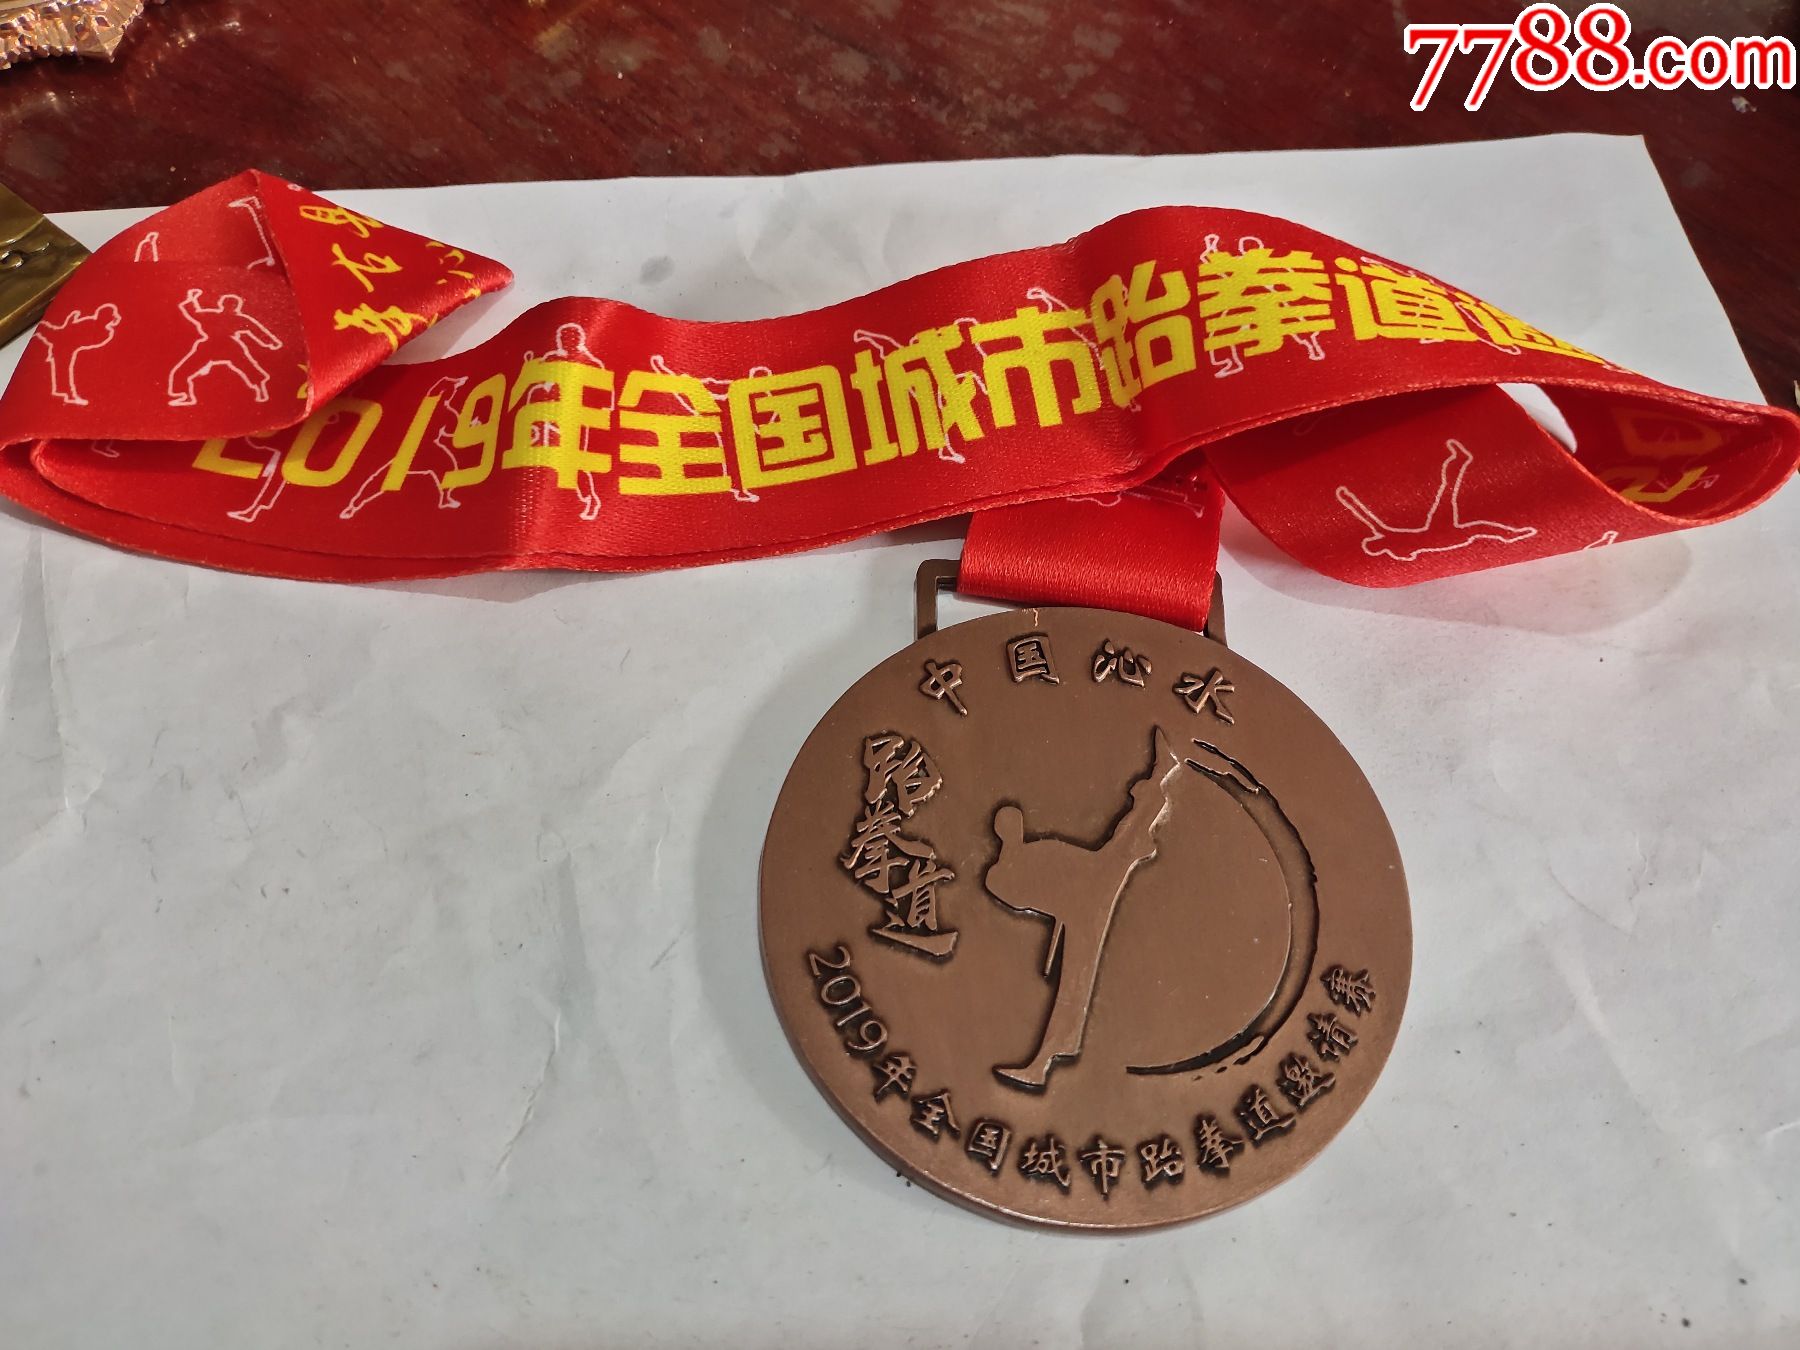 7788.com
2019年全国城市跆拳道邀
中国沁水
跆拳道
2019年全国城市跆拳道邀请赛